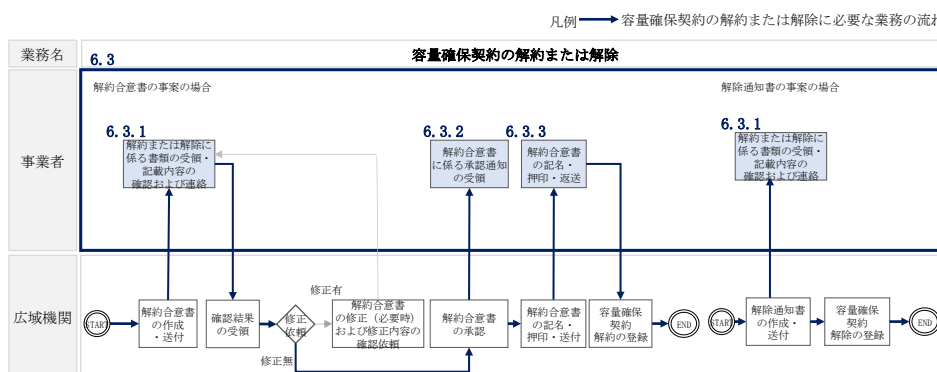 凡例 容量確保契約の解約または解除に必要な業務の流れ
業務名
6.3
容量確保契約の解約または解除
事業者
解約合意書の事案の場合
解除通知書の事案の場合
6.3.1
解約または解除に
係る書類の受領・
記載内容の
確認および連絡
6.3.2
解約合意書
に係る承認通知
の受領
6.3.3
解約合意書
の記名・
押印・返送
6.3.1
解約または解除に
係る書類の受領・
記載内容の
確認および連絡
広域機関
START
解約合意書
の作成
・送付
確認結果
の受領
修正
依頼
修正有
修正無
解約合意書
の修正（必要時）
および修正内容の
確認依頼
解約合意書
の承認
解約合意書
の記名・
押印・送付
容量確保
契約
解約の登録
END
START
解除通知書
の作成・
送付
容量確保
契約
解除の登録
END